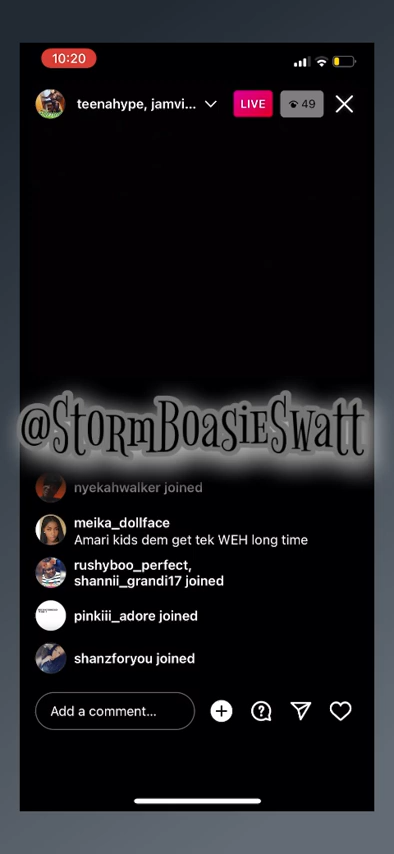 10:20
teenahype, jamvi...
LIVE
49
@StormBoasieSwatt
nyekahwalker joined
meika_dollface
Amari kids dem get tek WEH long time
rushyboo_perfect,
shannii_grandi17 joined
pinkiii_adore joined
shanzforyou joined
Add a comment...